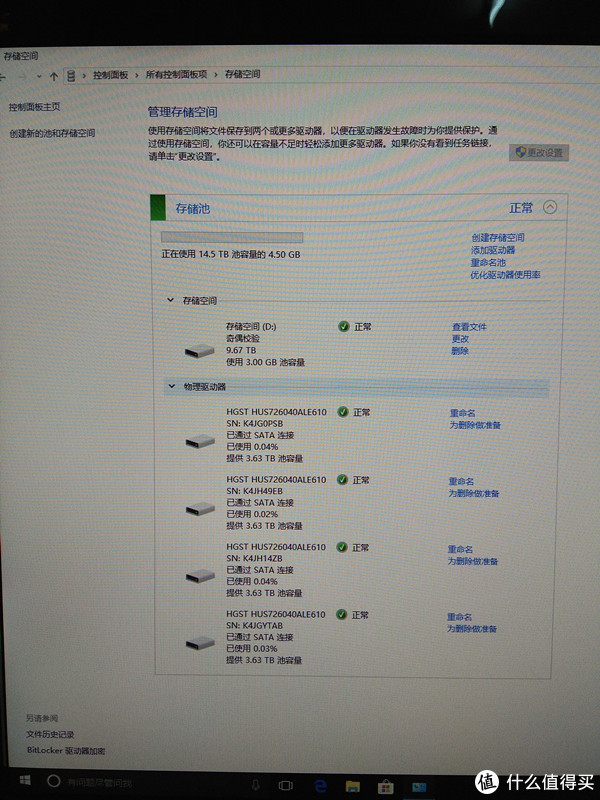 存储空间
控制面板 › 所有控制面板项 › 存储空间
控制面板主页
创建新的池和存储空间
管理存储空间
使用存储空间将文件保存到两个或更多驱动器，以便在驱动器发生故障时为你提供保护。通
过使用存储空间，你还可以在容量不足时轻松添加更多驱动器。如果你没有看到任务链接，
请单击"更改设置"。
更改设置
存储池
正常
正在使用 14.5 TB 池容量的 4.50 GB
创建存储空间
添加驱动器
重命名池
优化驱动器使用率
存储空间
存储空间 (D:)
正常
查看文件
奇偶校验
更改
9.67 TB
删除
使用 3.00 GB 池容量
物理驱动器
HGST HUS726040ALE610
正常
重命名
SN: K4JG0PSB
为删除做准备
已通过 SATA 连接
已使用 0.04%
提供 3.63 TB 池容量
HGST HUS726040ALE610
正常
重命名
SN: K4JH49EB
为删除做准备
已通过 SATA 连接
已使用 0.02%
提供 3.63 TB 池容量
HGST HUS726040ALE610
正常
重命名
SN: K4JH14ZB
为删除做准备
已通过 SATA 连接
已使用 0.04%
提供 3.63 TB 池容量
HGST HUS726040ALE610
正常
重命名
SN: K4JGYTAB
为删除做准备
已通过 SATA 连接
已使用 0.03%
提供 3.63 TB 池容量
另请参阅
文件历史记录
BitLocker 驱动器加密
有问题尽管问我
值 什么值得买